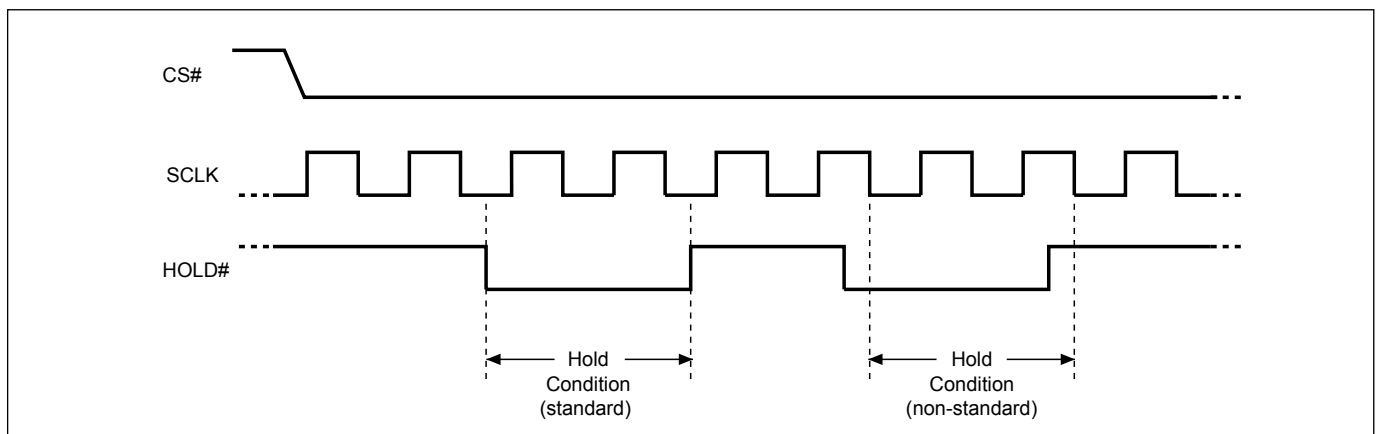 CS#
SCLK
HOLD#
Hold
Condition
(standard)
Hold
Condition
(non-standard)